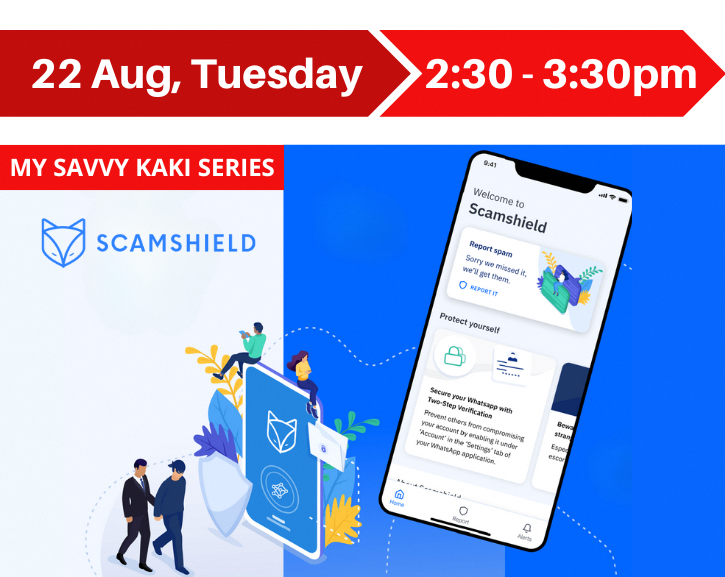 22 Aug, Tuesday
2:30 - 3:30pm
MY SAVVY KAKI SERIES
SCAMSHIELD
9:41
Welcome to
Scamshield
Report spam
Sorry we missed it,
we'll get them.
REPORT IT
Protect yourself
Secure your Whatsapp with
Two-Step Verification
Prevent others from compromising
your account by enabling it under
'Account' in the 'Settings' tab of
your WhatsApp application.
Home
Report
Alerts